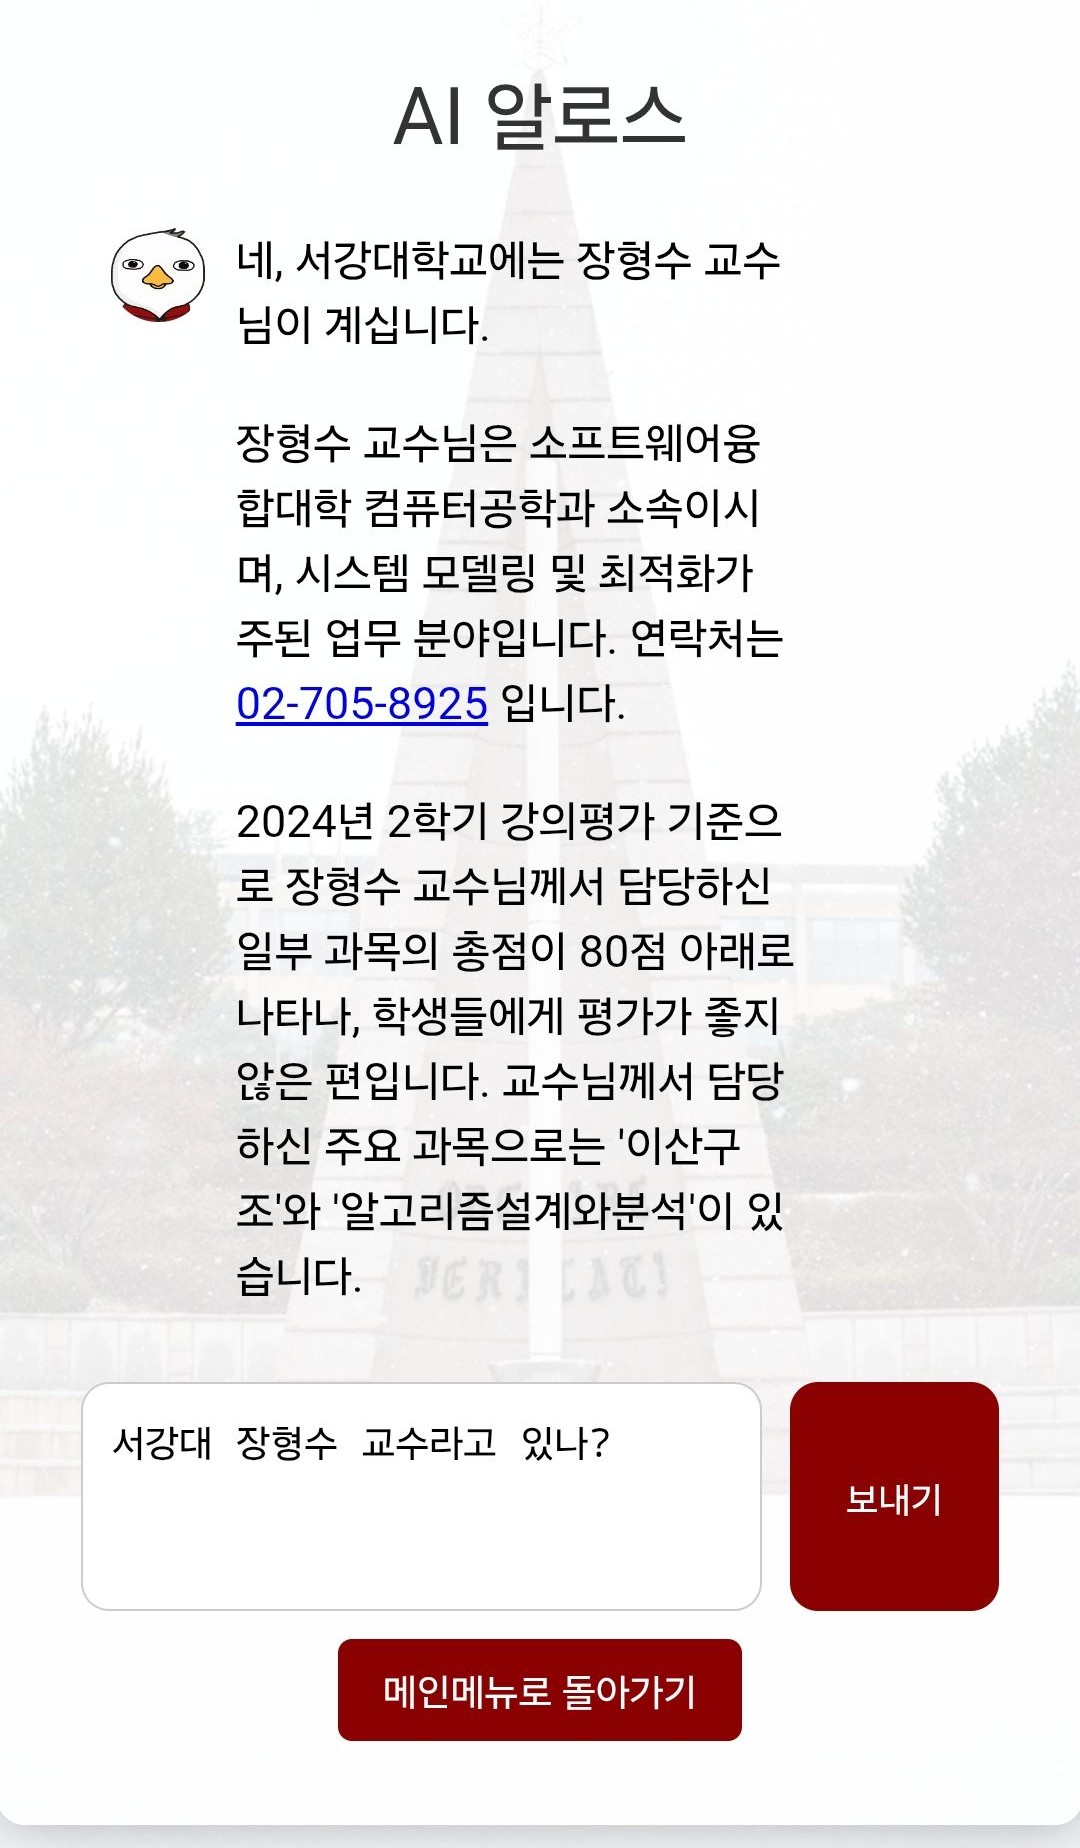 AI 알로스
네, 서강대학교에는 장형수 교수
님이 계십니다.
장형수 교수님은 소프트웨어융
합대학 컴퓨터공학과 소속이시
며, 시스템 모델링 및 최적화가
주된 업무 분야입니다. 연락처는
02-705-8925 입니다.
2024년 2학기 강의평가 기준으
로 장형수 교수님께서 담당하신
일부 과목의 총점이 80점 아래로
나타나, 학생들에게 평가가 좋지
않은 편입니다. 교수님께서 담당
하신 주요 과목으로는 '이산구
조'와 '알고리즘설계와분석'이 있
습니다.
서강대 장형수 교수라고 있나?
보내기
메인메뉴로 돌아가기